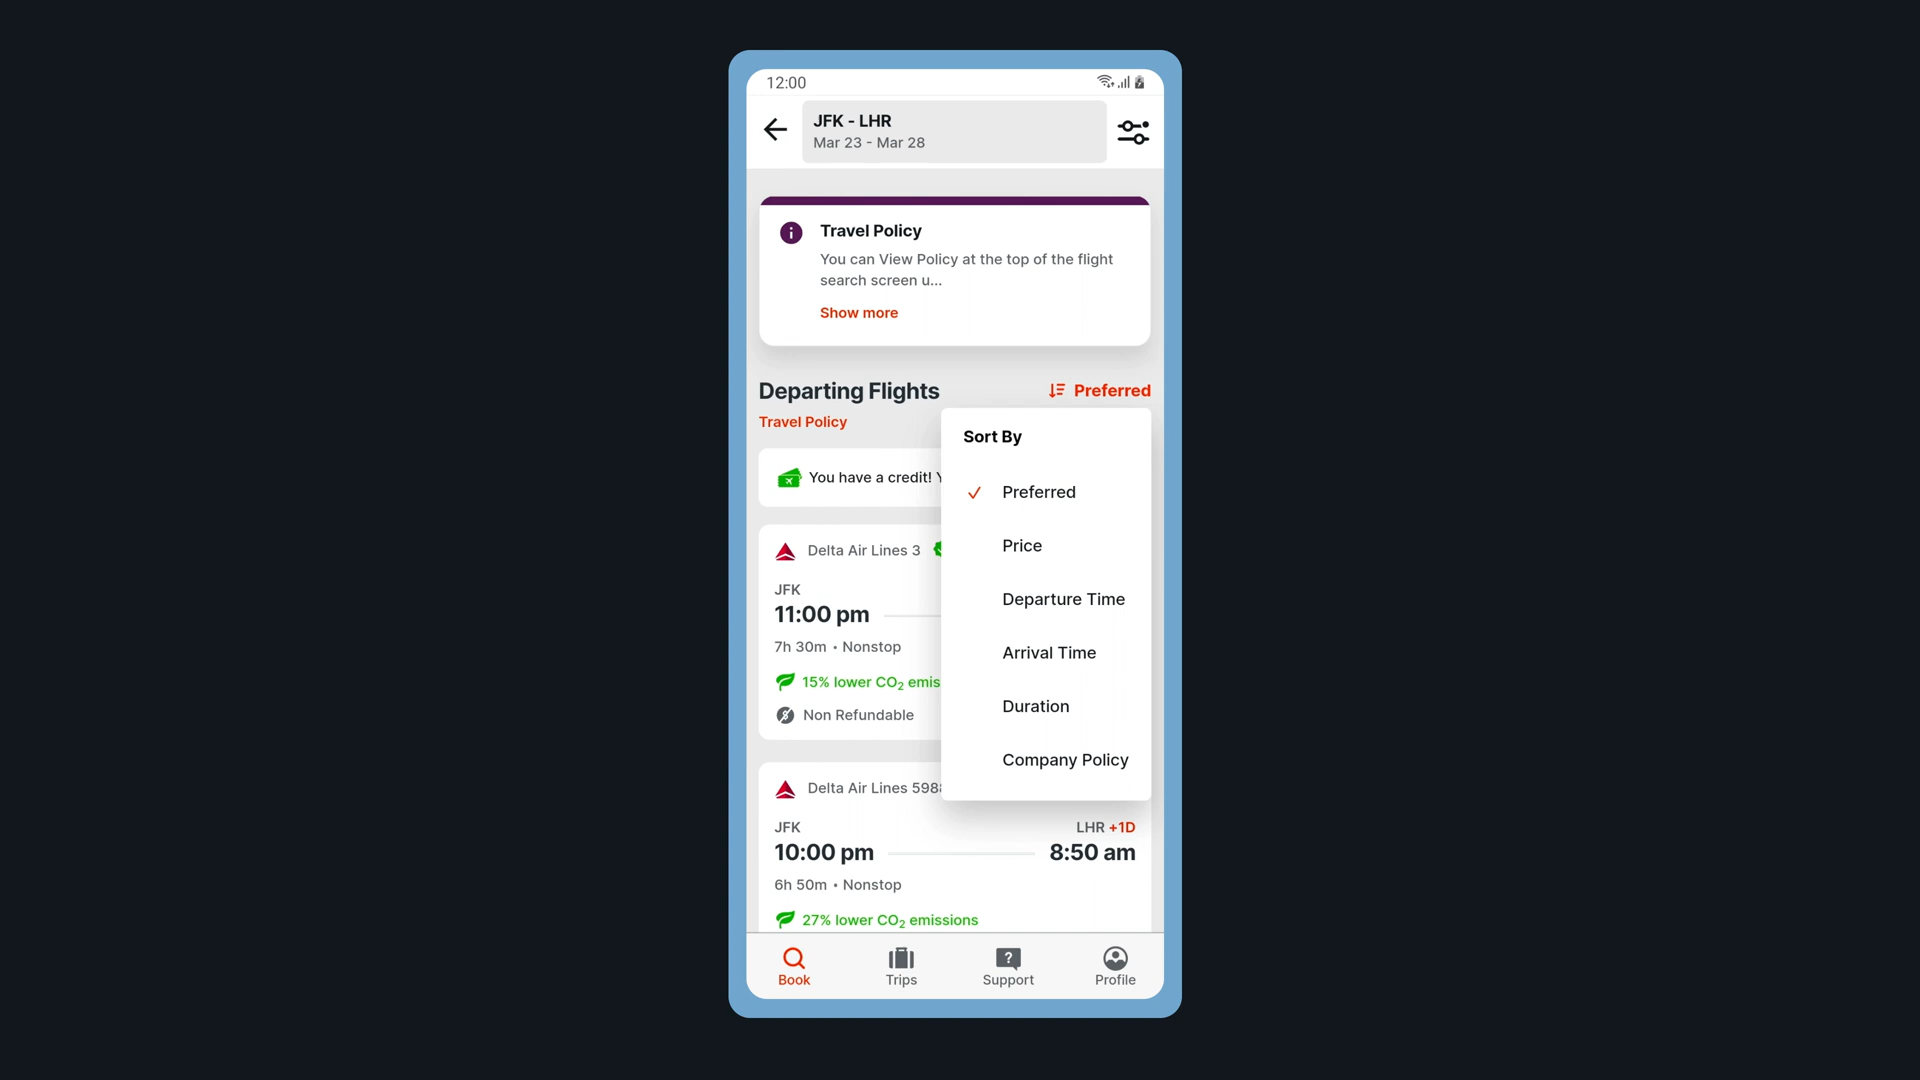 12:00
JFK - LHR
Mar 23 - Mar 28
Travel Policy
You can View Policy at the top of the flight
search screen u...
Show more
Departing Flights
Preferred
Travel Policy
Sort By
Preferred
Price
Departure Time
Arrival Time
Duration
Company Policy
You have a credit!
Delta Air Lines 3
JFK
11:00 pm
7h 30m • Nonstop
15% lower CO₂ emis
Non Refundable
Delta Air Lines 598
JFK
LHR +1D
10:00 pm
8:50 am
6h 50m • Nonstop
27% lower CO₂ emissions
Book
Trips
Support
Profile